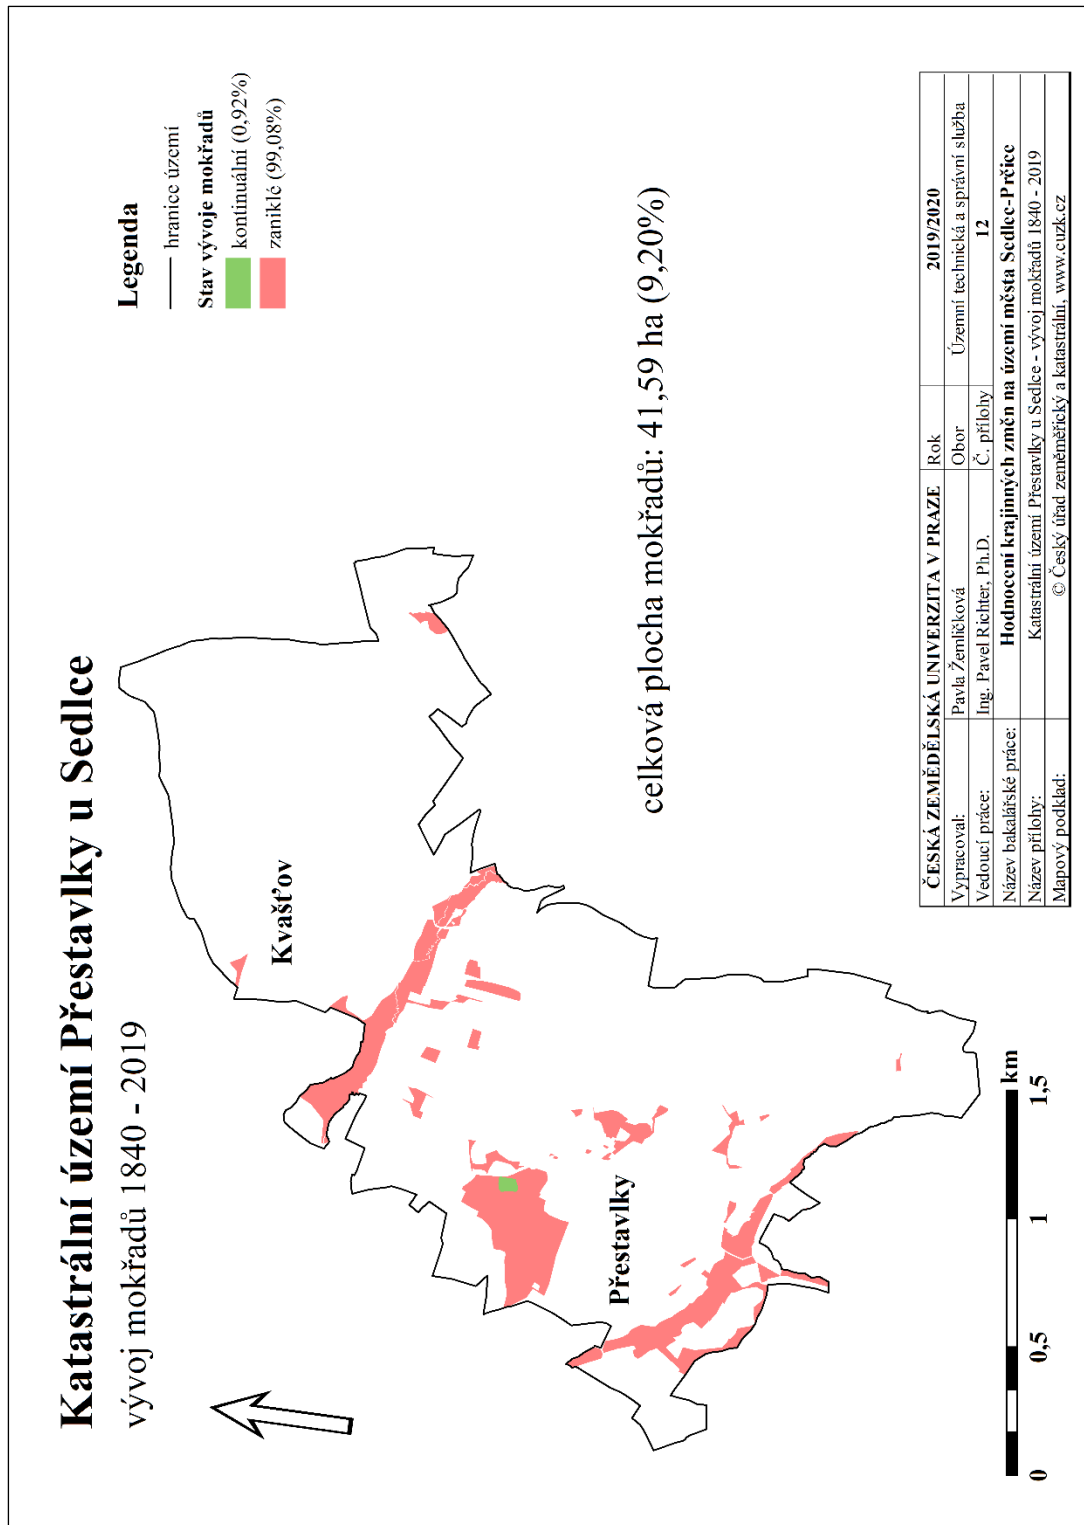 Katastrální území Přestavlky u Sedlce
vývoj mokřadů 1840 - 2019
Legenda
hranice území
Stav vývoje mokřadů
kontinuální (0,92%)
zaniklé (99,08%)
Kvašťov
Přestavlky
celková plocha mokřadů: 41,59 ha (9,20%)
0 0,5 1 1,5 km
ČESKÁ ZEMĚDĚLSKÁ UNIVERZITA V PRAZE Rok 2019/2020
Vypracoval: Pavla Žemličková Obor Územní technická a správní služba
Vedoucí práce: Ing. Pavel Richter, Ph.D. Č. přílohy 12
Název bakalářské práce: Hodnocení krajinných změn na území města Sedlec-Prčice
Název přílohy: Katastrální území Přestavlky u Sedlce - vývoj mokřadů 1840 - 2019
Mapový podklad: © Český úřad zeměměřický a katastrální, www.cuzk.cz